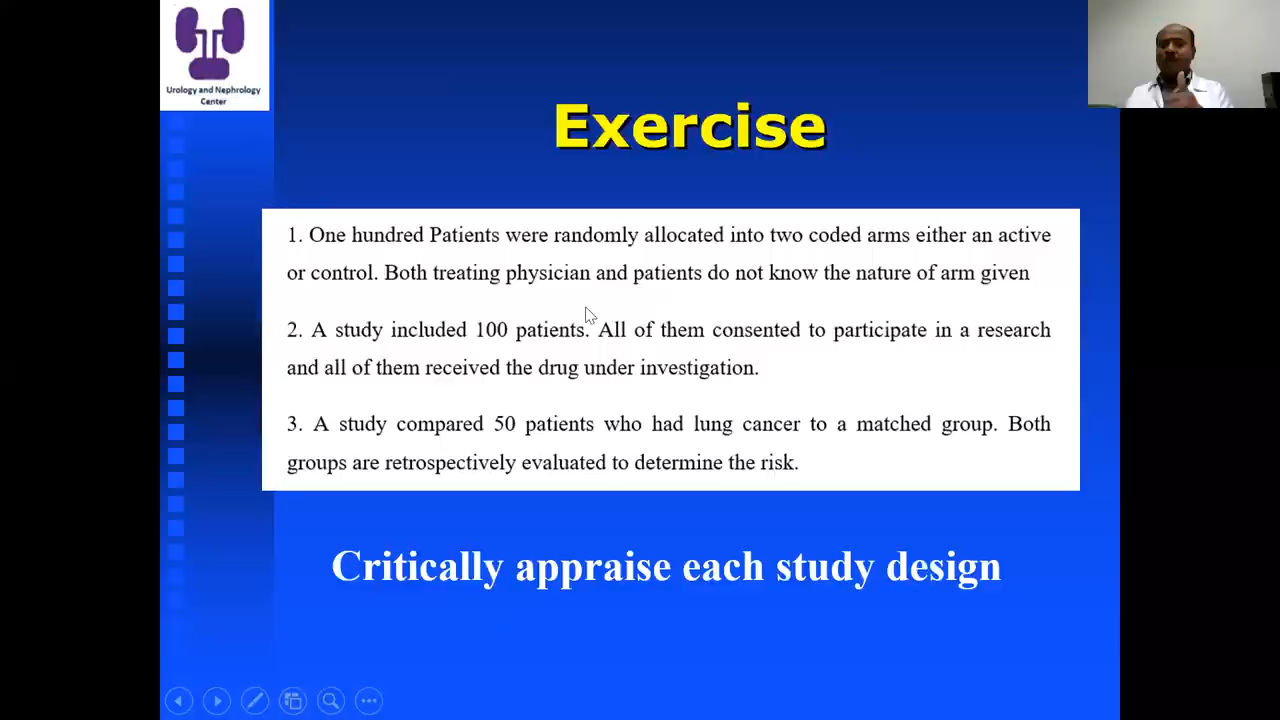 Urology and Nephrology
Center
Exercise
1. One hundred Patients were randomly allocated into two coded arms either an active
or control. Both treating physician and patients do not know the nature of arm given
2. A study included 100 patients. All of them consented to participate in a research
and all of them received the drug under investigation.
3. A study compared 50 patients who had lung cancer to a matched group. Both
groups are retrospectively evaluated to determine the risk.
Critically appraise each study design